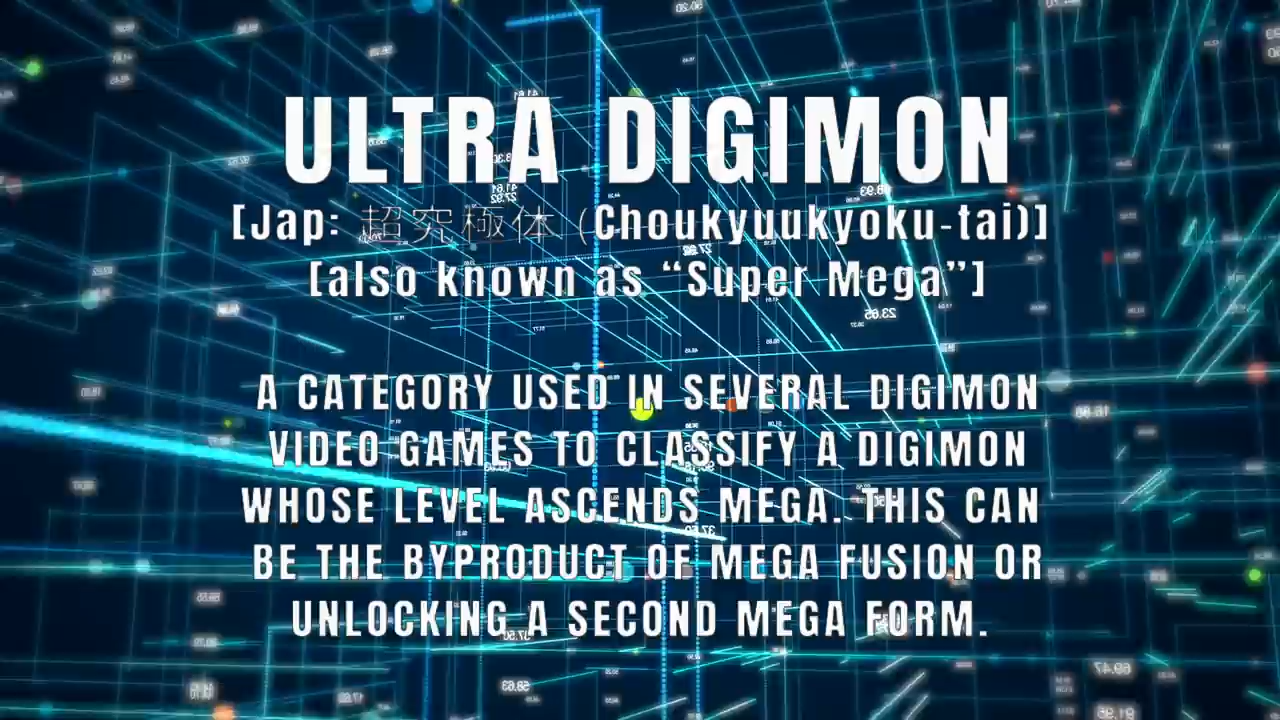 ULTRA DIGIMON
[Jap: 超究極体 (Choukyuukyoku-tai)]
[also known as “Super Mega”]
A CATEGORY USED IN SEVERAL DIGIMON
VIDEO GAMES TO CLASSIFY A DIGIMON
WHOSE LEVEL ASCENDS MEGA. THIS CAN
BE THE BYPRODUCT OF MEGA FUSION OR
UNLOCKING A SECOND MEGA FORM.